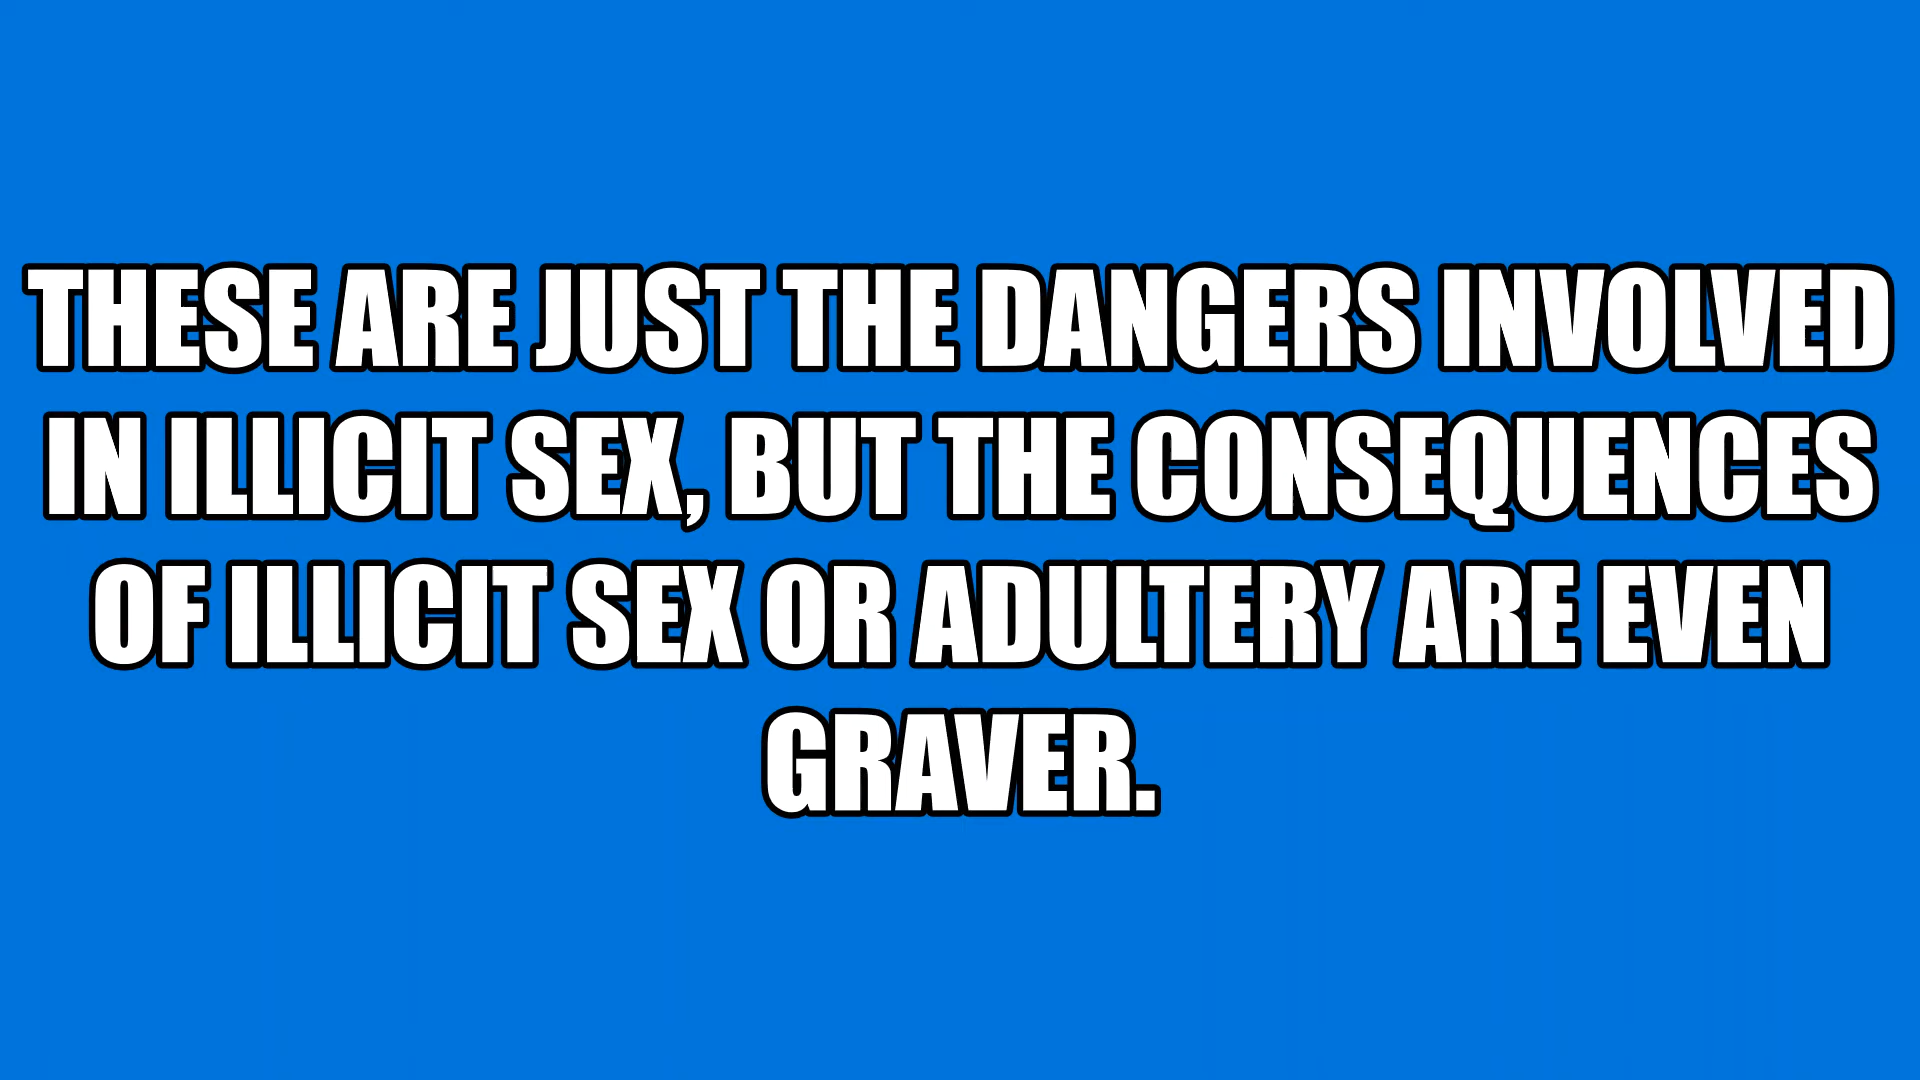 THESE ARE JUST THE DANGERS INVOLVED
IN ILLICIT SEX, BUT THE CONSEQUENCES
OF ILLICIT SEX OR ADULTERY ARE EVEN
GRAVER.